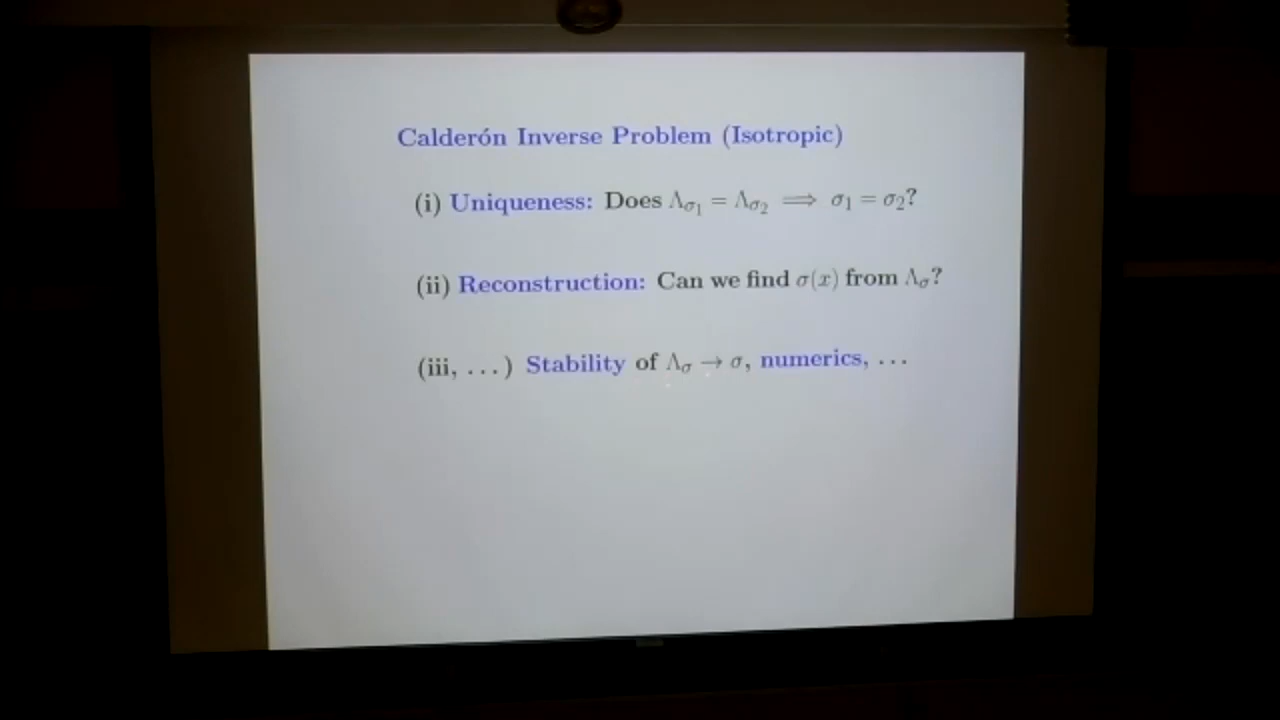 Calderón Inverse Problem (Isotropic)
(i) Uniqueness: Does Λσ₁ = Λσ₂ ⟹ σ₁ = σ₂?
(ii) Reconstruction: Can we find σ(x) from Λσ?
(iii, ...) Stability of Λσ → σ, numerics, ...